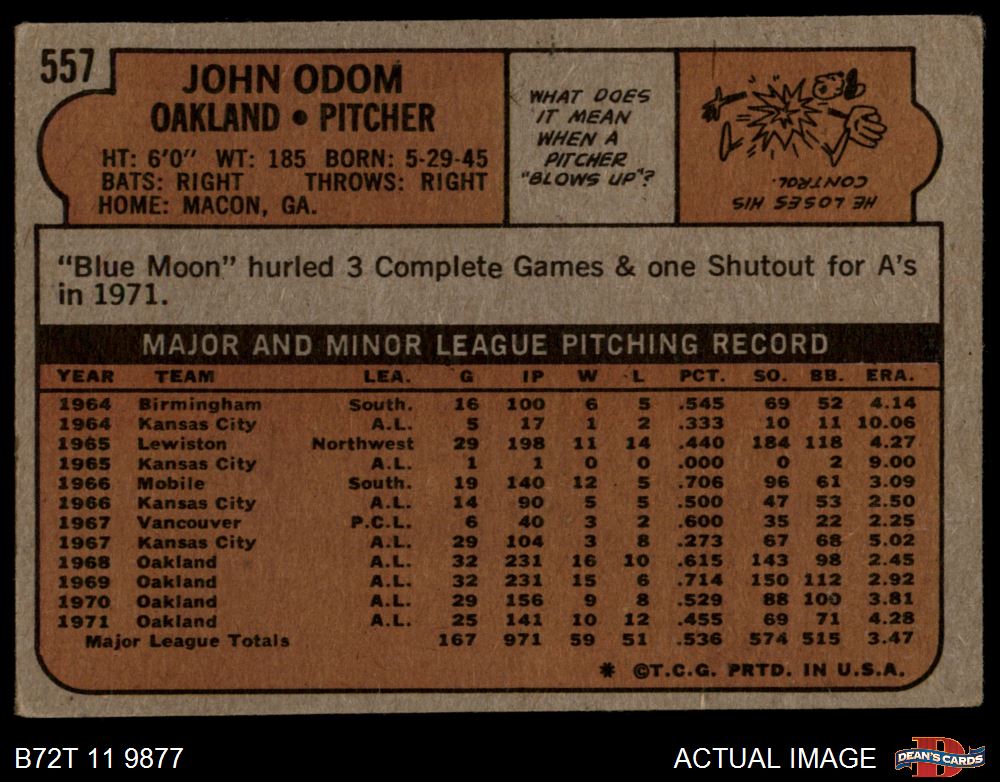 557
JOHN ODOM
OAKLAND • PITCHER
HT: 6'0" WT: 185 BORN: 5-29-45
BATS: RIGHT THROWS: RIGHT
HOME: MACON, GA.
WHAT DOES
IT MEAN
WHEN A
PITCHER
"BLOWS UP"?
HE LOSES HIS
CONTROL.
"Blue Moon" hurled 3 Complete Games & one Shutout for A's
in 1971.
MAJOR AND MINOR LEAGUE PITCHING RECORD
YEAR TEAM LEA. G IP W L PCT. SO. BB. ERA.
1964 Birmingham South. 16 100 6 5 .545 69 52 4.14
1964 Kansas City A.L. 5 17 1 2 .333 10 11 10.06
1965 Lewiston Northwest 29 198 11 14 .440 184 118 4.27
1965 Kansas City A.L. 1 1 0 0 .000 0 2 9.00
1966 Mobile South. 19 140 12 5 .706 96 61 3.09
1966 Kansas City A.L. 14 90 5 5 .500 47 53 2.50
1967 Vancouver P.C.L. 6 40 3 2 .600 35 22 2.25
1967 Kansas City A.L. 29 104 3 8 .273 67 68 5.02
1968 Oakland A.L. 32 231 16 10 .615 143 98 2.45
1969 Oakland A.L. 32 231 15 6 .714 150 112 2.92
1970 Oakland A.L. 29 156 9 8 .529 88 100 3.81
1971 Oakland A.L. 25 141 10 12 .455 69 71 4.28
Major League Totals 167 971 59 51 .536 574 515 3.47
* ©T.C.G. PRTD. IN U.S.A.
B72T 11 9877
ACTUAL IMAGE
D
DEAN'S CARDS